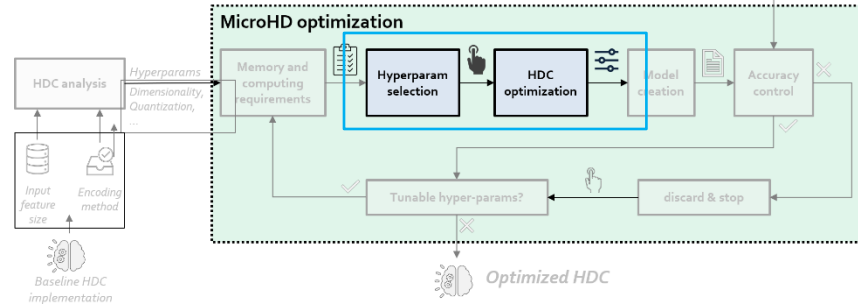 MicroHD optimization
Hyperparams
HDC analysis
Dimensionality,
Quantization,
...
Memory and
computing
requirements
Hyperparam
selection
HDC
optimization
Model
creation
Accuracy
control
Input
feature
size
Encoding
method
Tunable hyper-params?
discard & stop
Baseline HDC
implementation
Optimized HDC